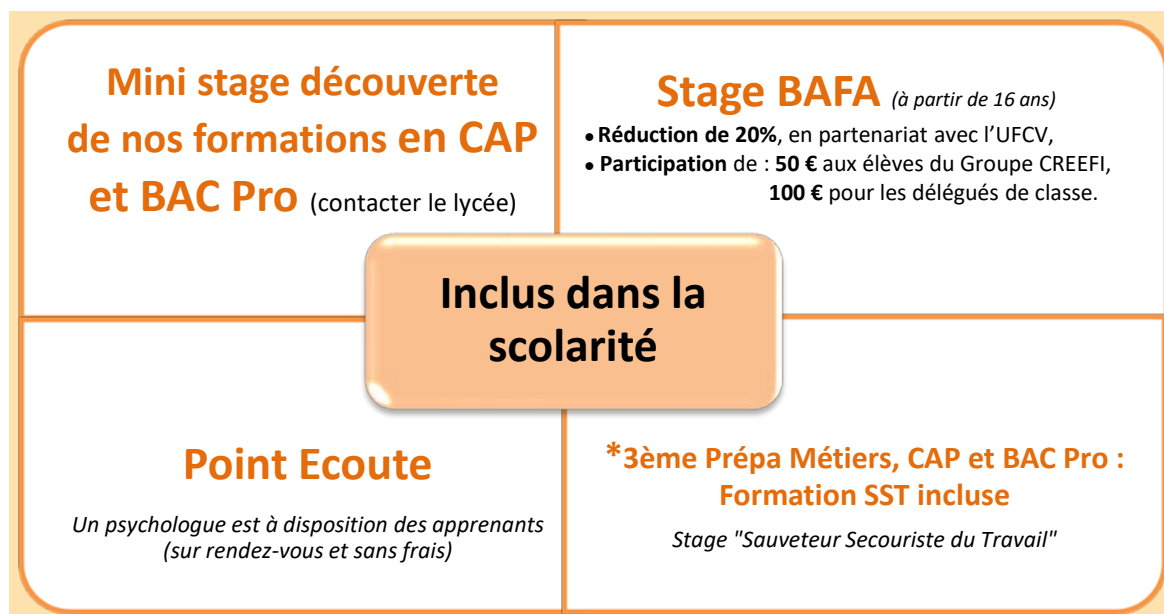 Mini stage découverte
de nos formations en CAP
et BAC Pro (contacter le lycée)
Stage BAFA (à partir de 16 ans)
• Réduction de 20%, en partenariat avec l'UFCV,
• Participation de : 50 € aux élèves du Groupe CREEFI,
100 € pour les délégués de classe.
Inclus dans la
scolarité
Point Ecoute
Un psychologue est à disposition des apprenants
(sur rendez-vous et sans frais)
*3ème Prépa Métiers, CAP et BAC Pro :
Formation SST incluse
Stage "Sauveteur Secouriste du Travail"